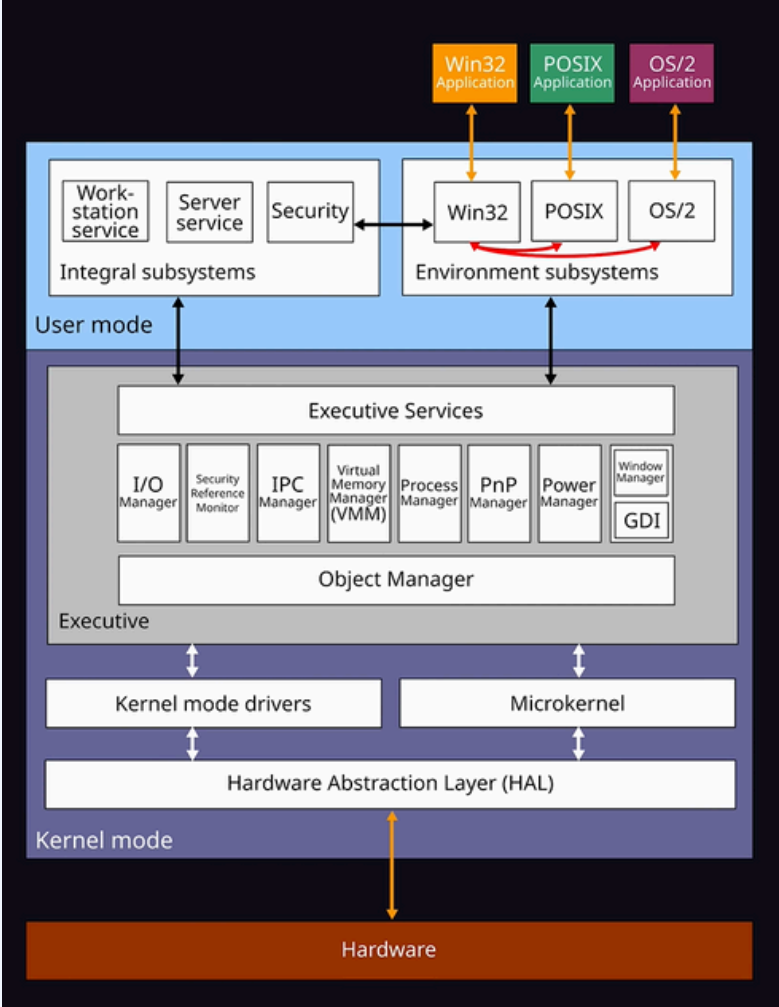 Win32
Application
POSIX
Application
OS/2
Application
Work-
station
service
Server
service
Security
Integral subsystems
Win32
POSIX
OS/2
Environment subsystems
User mode
Executive Services
I/O
Manager
Security
Reference
Monitor
IPC
Manager
Virtual
Memory
Manager
(VMM)
Process
Manager
PnP
Manager
Power
Manager
Window
Manager
GDI
Object Manager
Executive
Kernel mode drivers
Microkernel
Hardware Abstraction Layer (HAL)
Kernel mode
Hardware